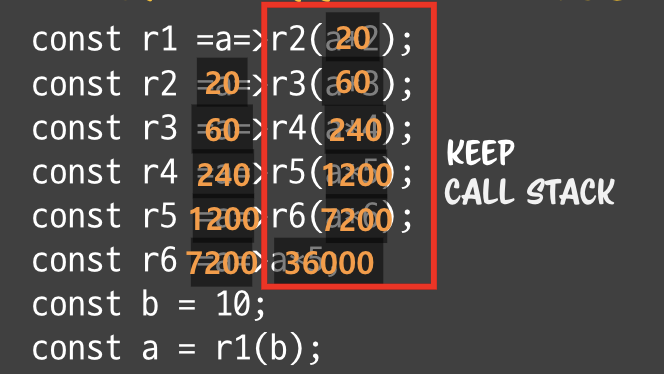 const r1 =a=>r2(20);
const r2 20=>r3(60);
const r3 60=>r4(240);
const r4 240=>r5(1200);
const r5 1200=>r6(7200);
const r6 7200=>36000
const b = 10;
const a = r1(b);
KEEP
CALL STACK